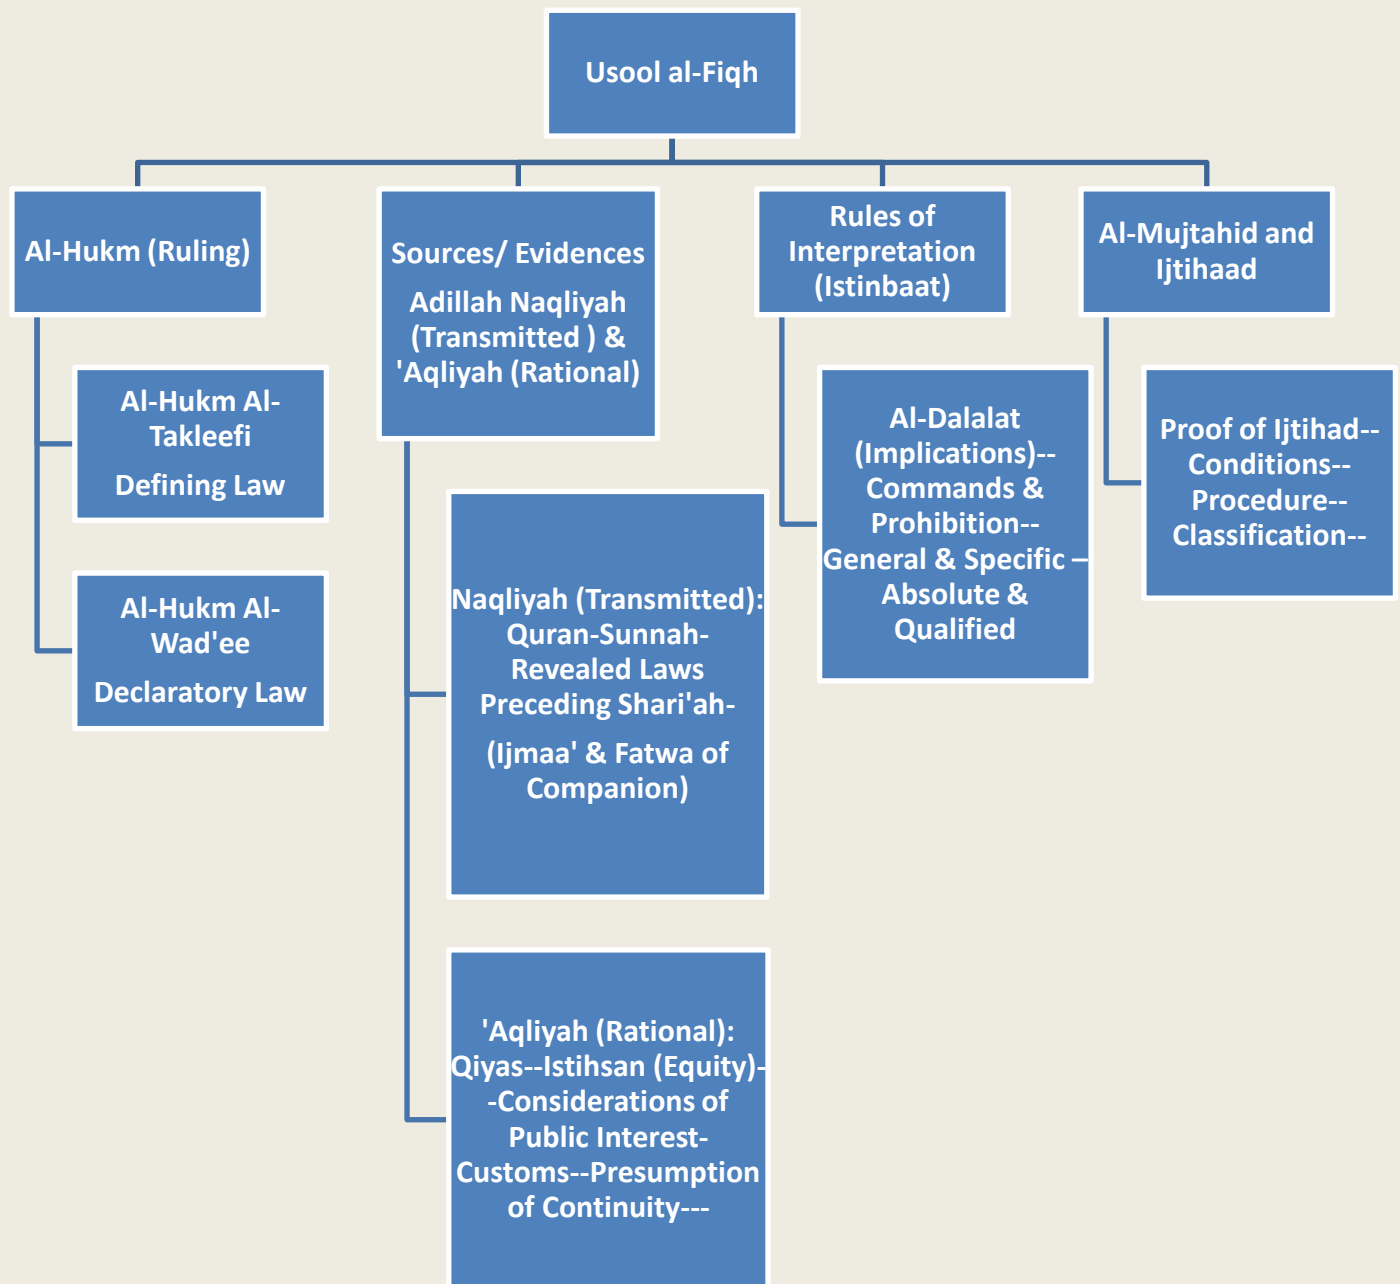 Usool al-Fiqh
Al-Hukm (Ruling)
Al-Hukm Al-
Takleefi
Defining Law
Al-Hukm Al-
Wad'ee
Declaratory Law
Sources/ Evidences
Adillah Naqliyah
(Transmitted ) &
'Aqliyah (Rational)
Naqliyah (Transmitted):
Quran-Sunnah-
Revealed Laws
Preceding Shari'ah-
(Ijmaa' & Fatwa of
Companion)
'Aqliyah (Rational):
Qiyas--Istihsan (Equity)-
-Considerations of
Public Interest-
Customs--Presumption
of Continuity---
Rules of
Interpretation
(Istinbaat)
Al-Dalalat
(Implications)--
Commands &
Prohibition--
General & Specific –
Absolute &
Qualified
Al-Mujtahid and
Ijtihaad
Proof of Ijtihad--
Conditions--
Procedure--
Classification--